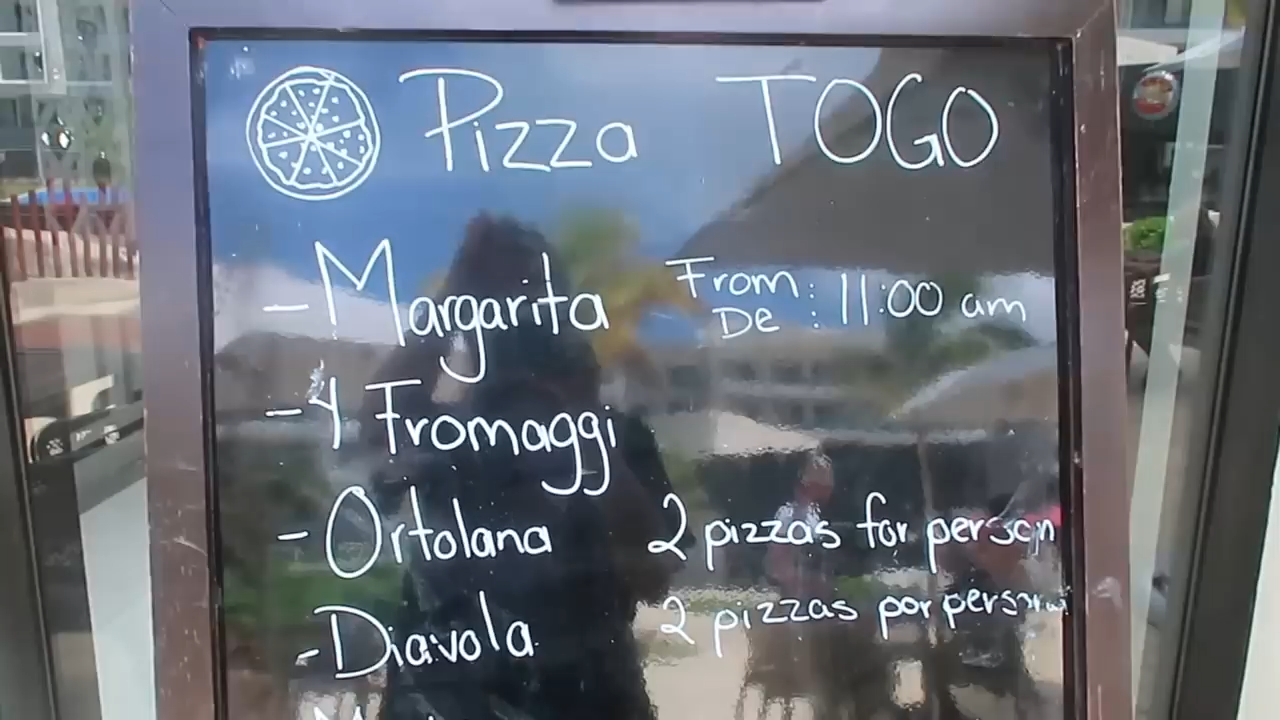 Pizza TOGO
- Margarita
From :
De :
11:00 am
- 4 Fromaggi
- Ortolana
2 pizzas for person
- Diavola
2 pizzas por persona